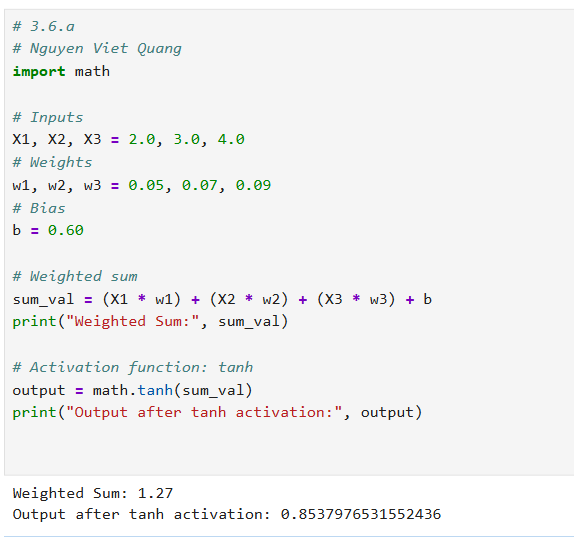 # 3.6.a
# Nguyen Viet Quang
import math
# Inputs
X1, X2, X3 = 2.0, 3.0, 4.0
# Weights
w1, w2, w3 = 0.05, 0.07, 0.09
# Bias
b = 0.60
# Weighted sum
sum_val = (X1 * w1) + (X2 * w2) + (X3 * w3) + b
print("Weighted Sum:", sum_val)
# Activation function: tanh
output = math.tanh(sum_val)
print("Output after tanh activation:", output)
Weighted Sum: 1.27
Output after tanh activation: 0.8537976531552436